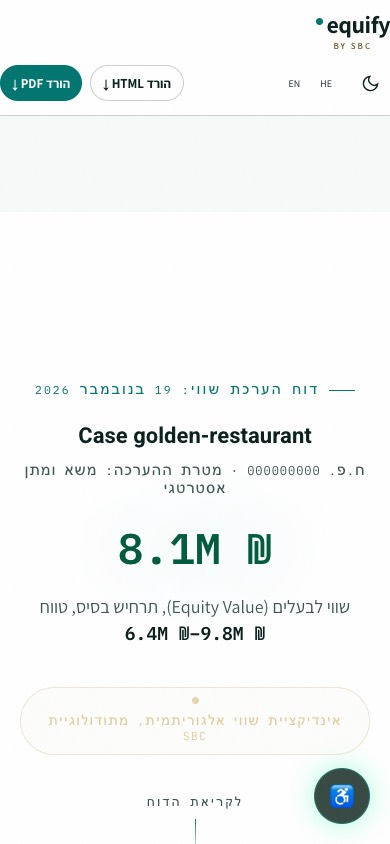 equify
BY SBC
EN HE
הורד HTML ↓
הורד PDF ↓
דוח הערכת שווי: 19 בנובמבר 2026
Case golden-restaurant
ח.פ. 000000000 · מטרת ההערכה: משא ומתן
אסטרטגי
8.1M ₪
שווי לבעלים (Equity Value), תרחיש בסיס, טווח
6.4M ₪–9.8M ₪
אינדיקציית שווי אלגוריתמית, מתודולוגיית
SBC
לקריאת הדוח